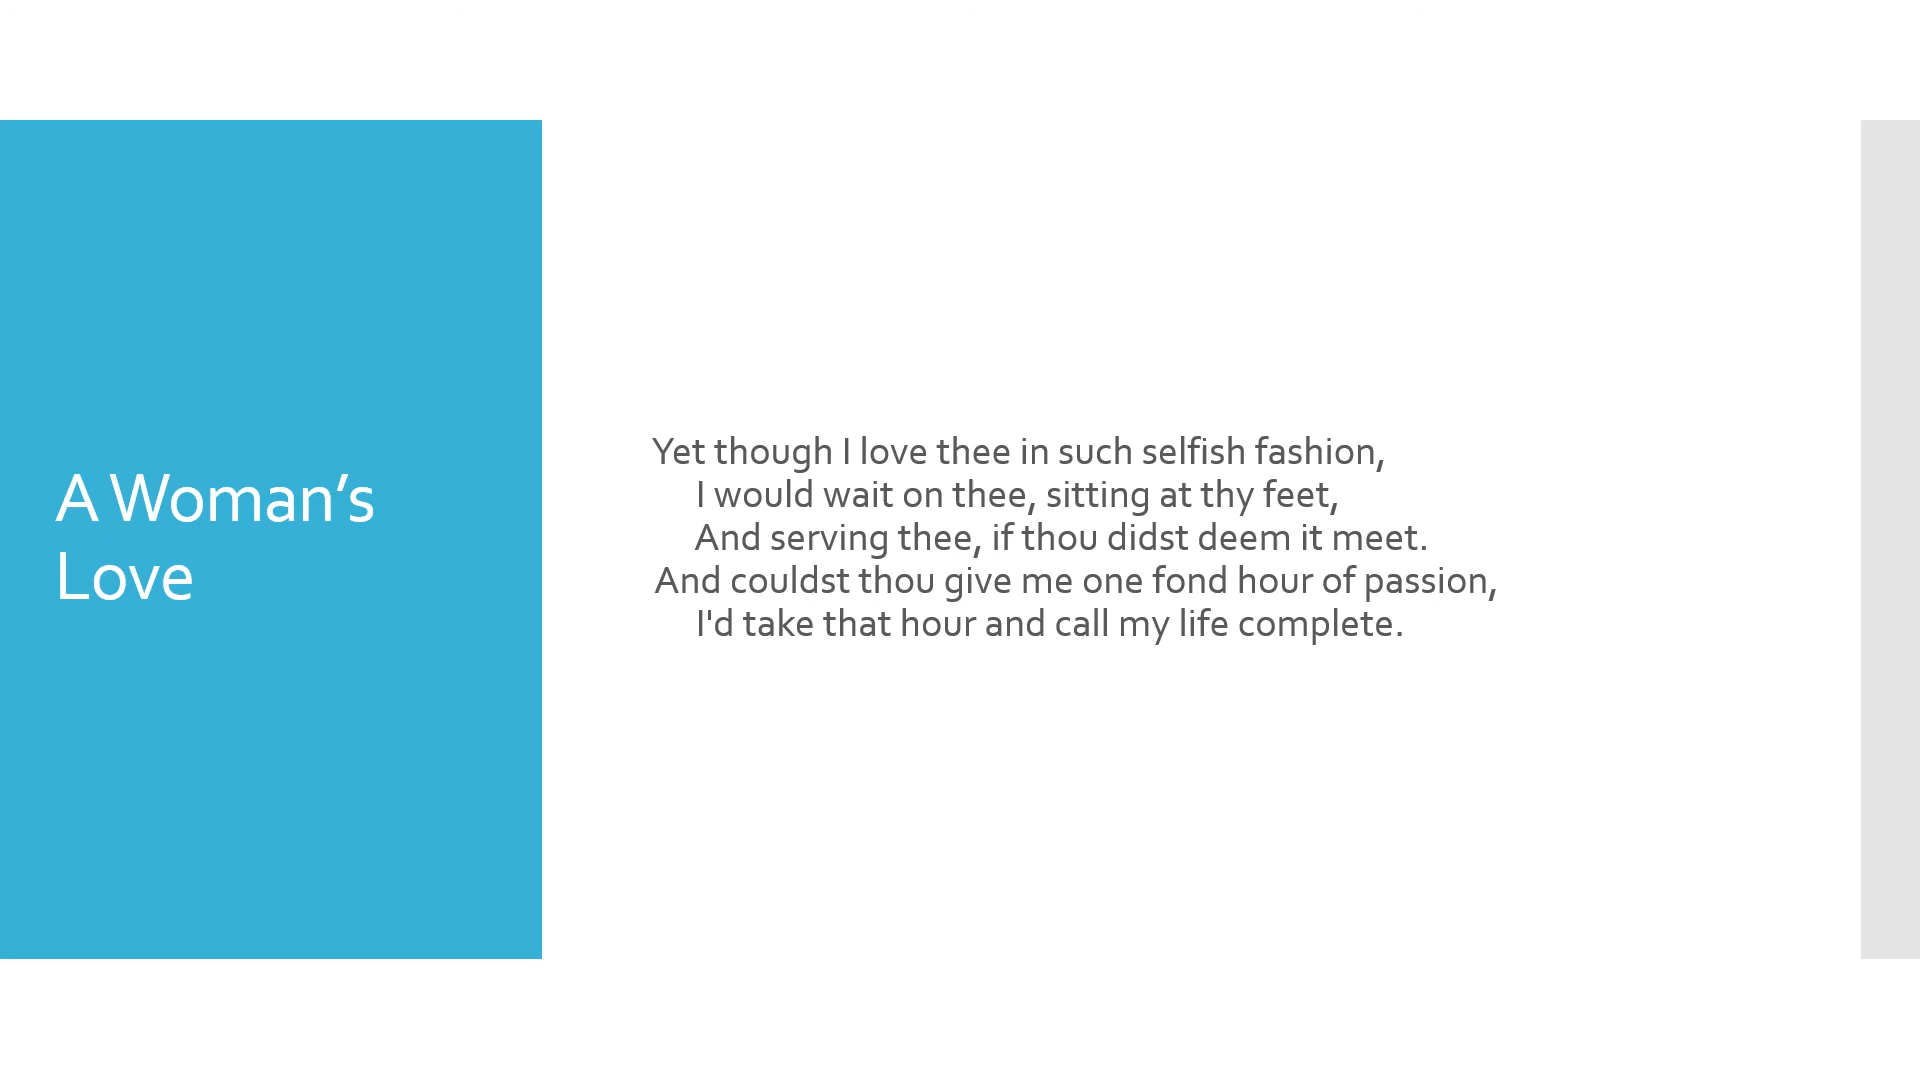 A Woman’s
Love
Yet though I love thee in such selfish fashion,
I would wait on thee, sitting at thy feet,
And serving thee, if thou didst deem it meet.
And couldst thou give me one fond hour of passion,
I'd take that hour and call my life complete.